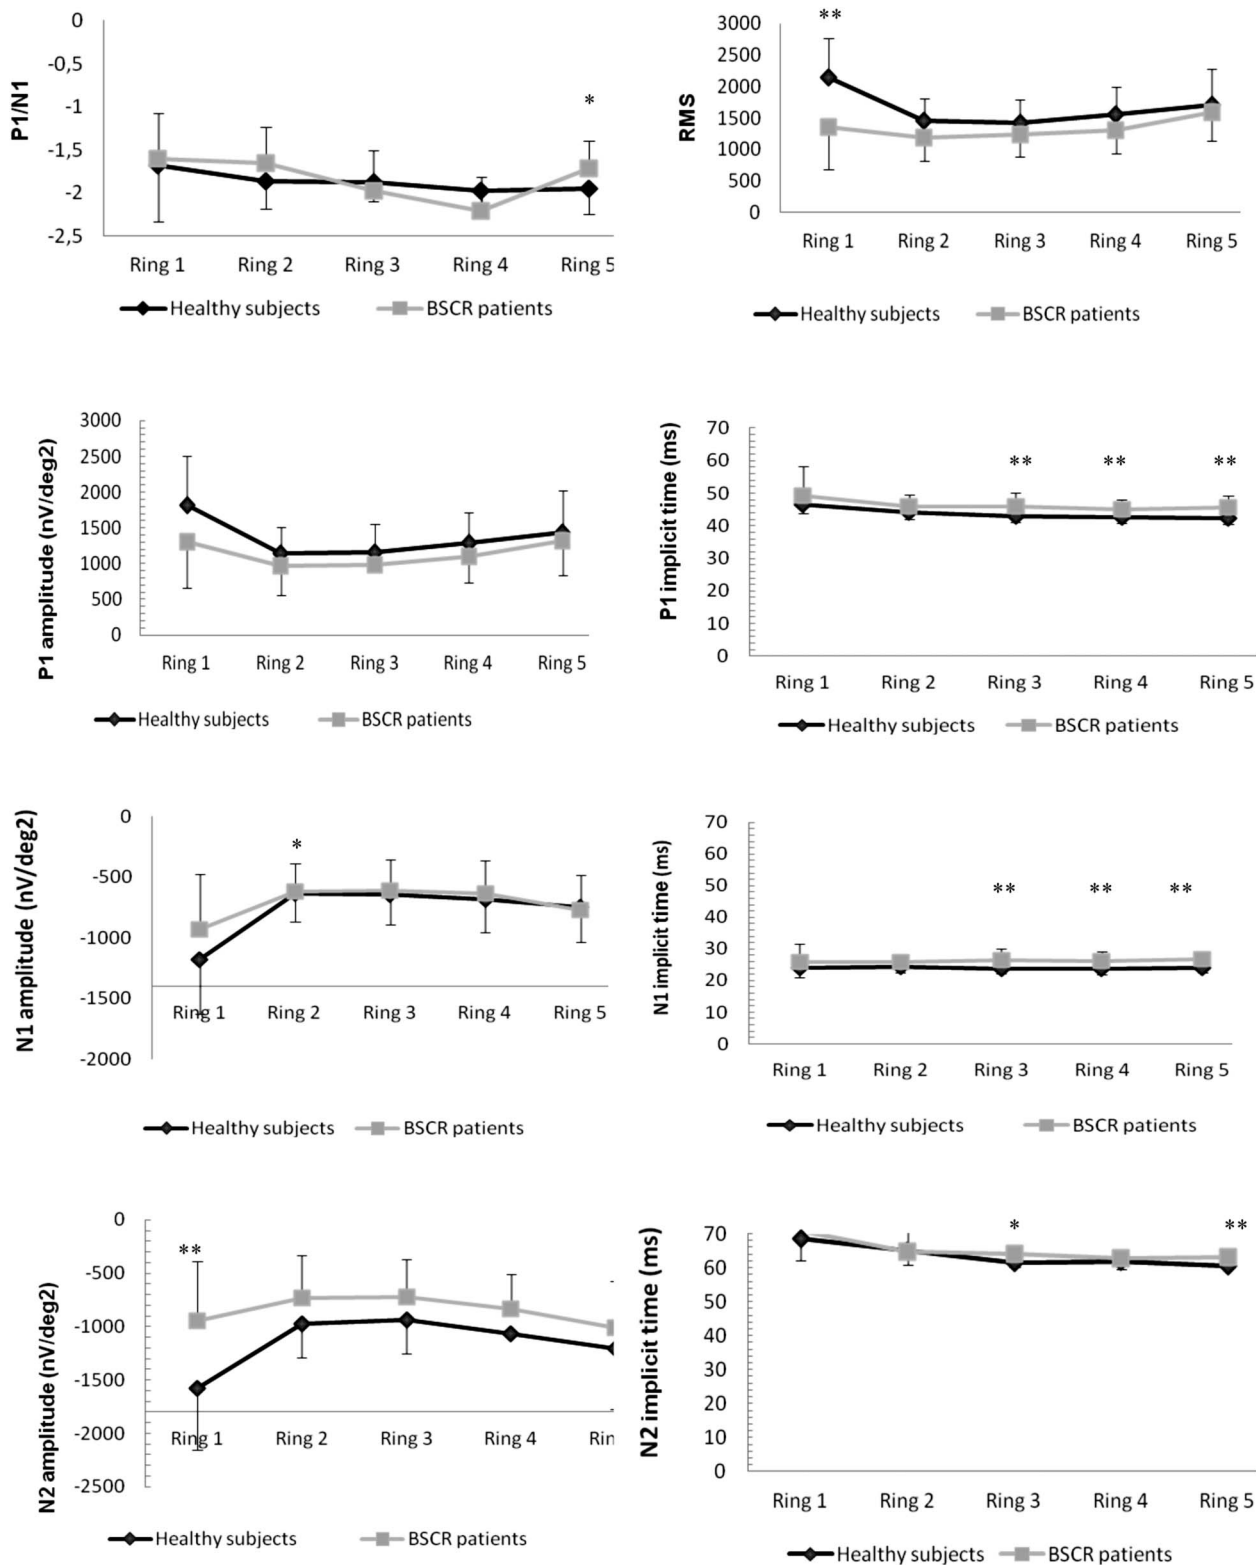 P1/N1
0
-0,5
-1
-1,5
-2
-2,5
*
Ring 1 Ring 2 Ring 3 Ring 4 Ring 5
Healthy subjects BSCR patients
RMS
3000
2500
2000
1500
1000
500
0
**
Ring 1 Ring 2 Ring 3 Ring 4 Ring 5
Healthy subjects BSCR patients
P1 amplitude (nV/deg2)
3000
2500
2000
1500
1000
500
0
Ring 1 Ring 2 Ring 3 Ring 4 Ring 5
Healthy subjects BSCR patients
P1 implicit time (ms)
70
60
50
40
30
20
10
0
** ** **
Ring 1 Ring 2 Ring 3 Ring 4 Ring 5
Healthy subjects BSCR patients
N1 amplitude (nV/deg2)
0
-500
-1000
-1500
-2000
*
Ring 1 Ring 2 Ring 3 Ring 4 Ring 5
Healthy subjects BSCR patients
N1 implicit time (ms)
70
60
50
40
30
20
10
0
** ** **
Ring 1 Ring 2 Ring 3 Ring 4 Ring 5
Healthy subjects BSCR patients
N2 amplitude (nV/deg2)
0
-500
-1000
-1500
-2000
-2500
**
Ring 1 Ring 2 Ring 3 Ring 4 Rin
Healthy subjects BSCR patients
N2 implicit time (ms)
70
60
50
40
30
20
10
0
* **
Ring 1 Ring 2 Ring 3 Ring 4 Ring 5
Healthy subjects BSCR patients